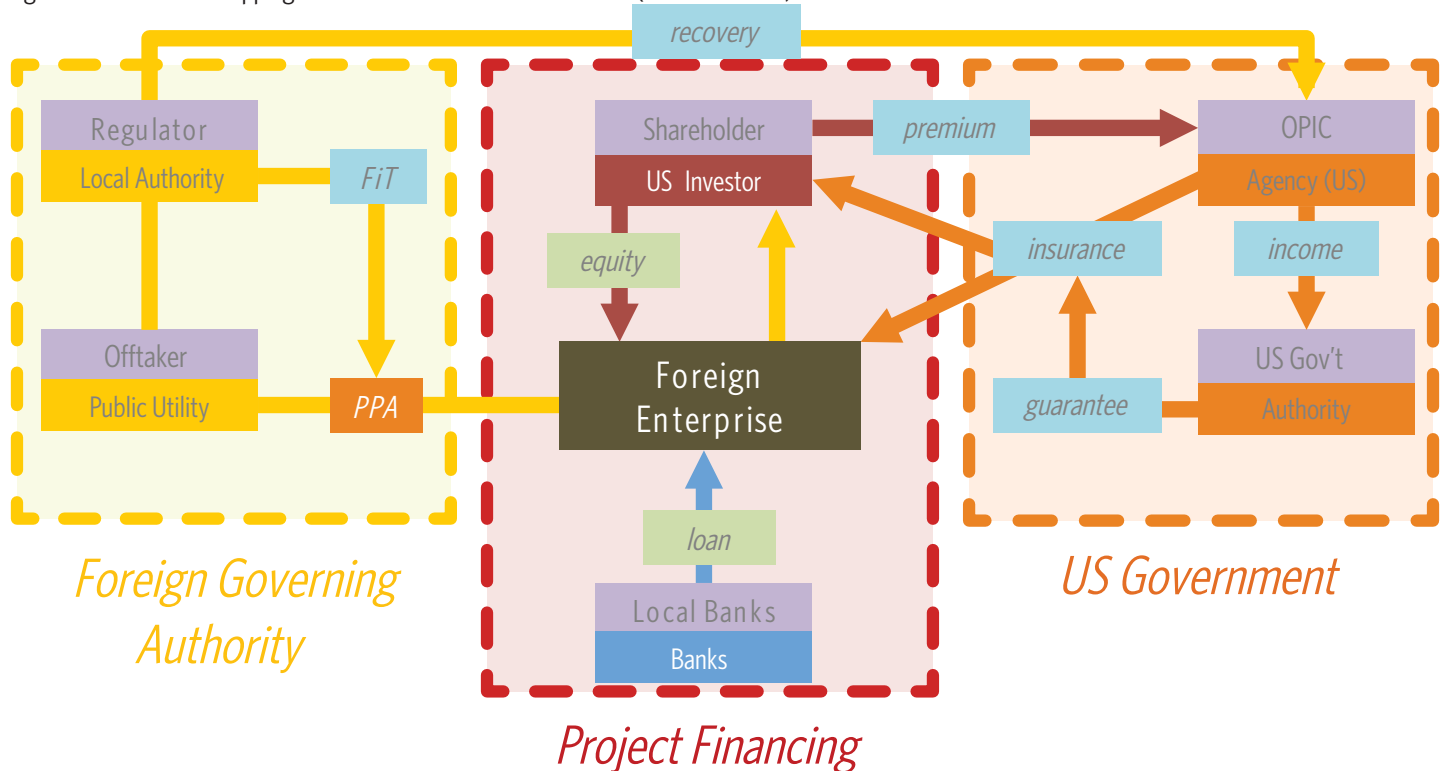 recovery
Regulator
Local Authority
FiT
Offtaker
Public Utility
PPA
Foreign Governing
Authority
Shareholder
US Investor
premium
equity
Foreign
Enterprise
loan
Local Banks
Banks
Project Financing
OPIC
Agency (US)
insurance
income
guarantee
US Gov't
Authority
US Government